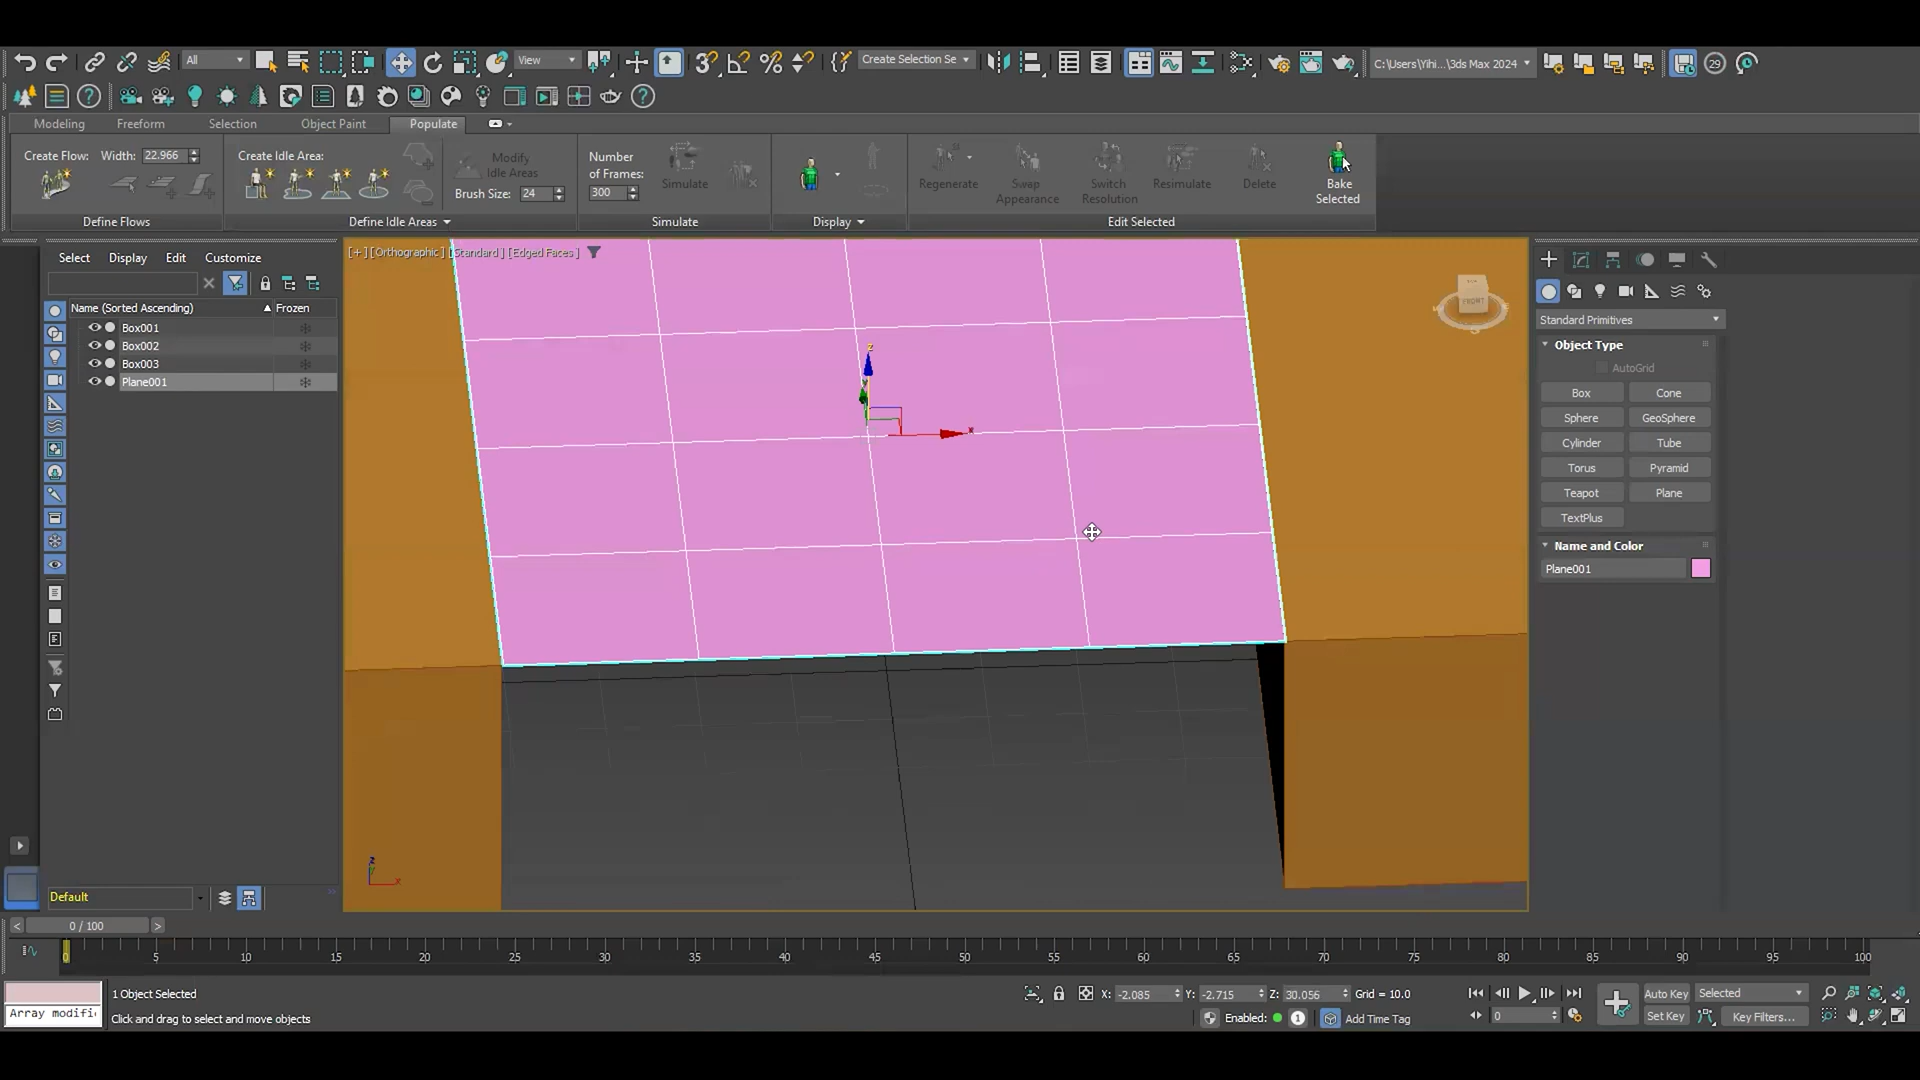 All
View
Create Selection Se
C:\Users\Yihi...\3ds Max 2024
29
Modeling Freeform Selection Object Paint Populate
Create Flow: Width: 22.966
Create Idle Area:
Modify
Idle Areas
Brush Size: 24
Number
of Frames:
300
Simulate
Regenerate
Swap
Appearance
Switch
Resolution
Resimulate
Delete
Bake
Selected
Define Flows
Define Idle Areas
Simulate
Display
Edit Selected
Select Display Edit Customize
Name (Sorted Ascending) Frozen
Box001
Box002
Box003
Plane001
[+] [Orthographic] [Standard] [Edged Faces]
z
x
FRONT
z
x
Standard Primitives
Object Type
AutoGrid
Box Cone
Sphere GeoSphere
Cylinder Tube
Torus Pyramid
Teapot Plane
TextPlus
Name and Color
Plane001
Default
0 / 100
0 5 10 15 20 25 30 35 40 45 50 55 60 65 70 75 80 85 90 95 100
Array modifi
1 Object Selected
Click and drag to select and move objects
X: -2.085 Y: -2.715 Z: 30.056 Grid = 10.0
Enabled: 1 Add Time Tag
0
Auto Key Selected
Set Key Key Filters...